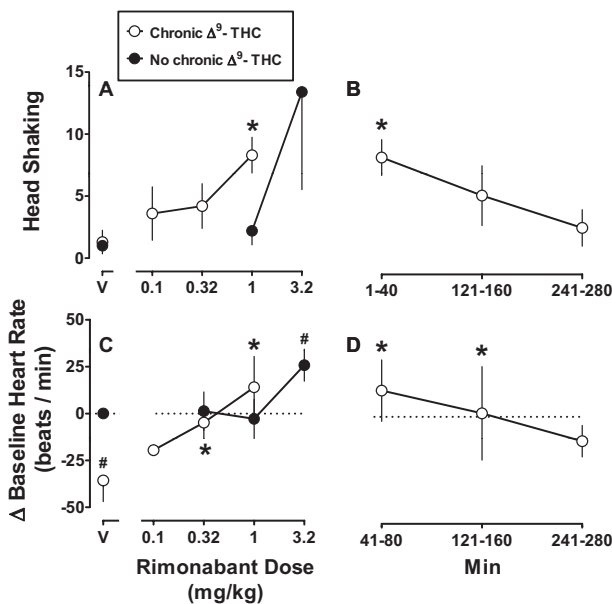 Chronic Δ⁹- THC
No chronic Δ⁹- THC
A
B
Head Shaking
15
10
5
0
*
*
V
0.1
0.32
1
3.2
1-40
121-160
241-280
C
D
Δ Baseline Heart Rate
(beats / min)
50
25
0
-25
-50
#
*
*
#
*
*
V
0.1
0.32
1
3.2
41-80
121-160
241-280
Rimonabant Dose
(mg/kg)
Min